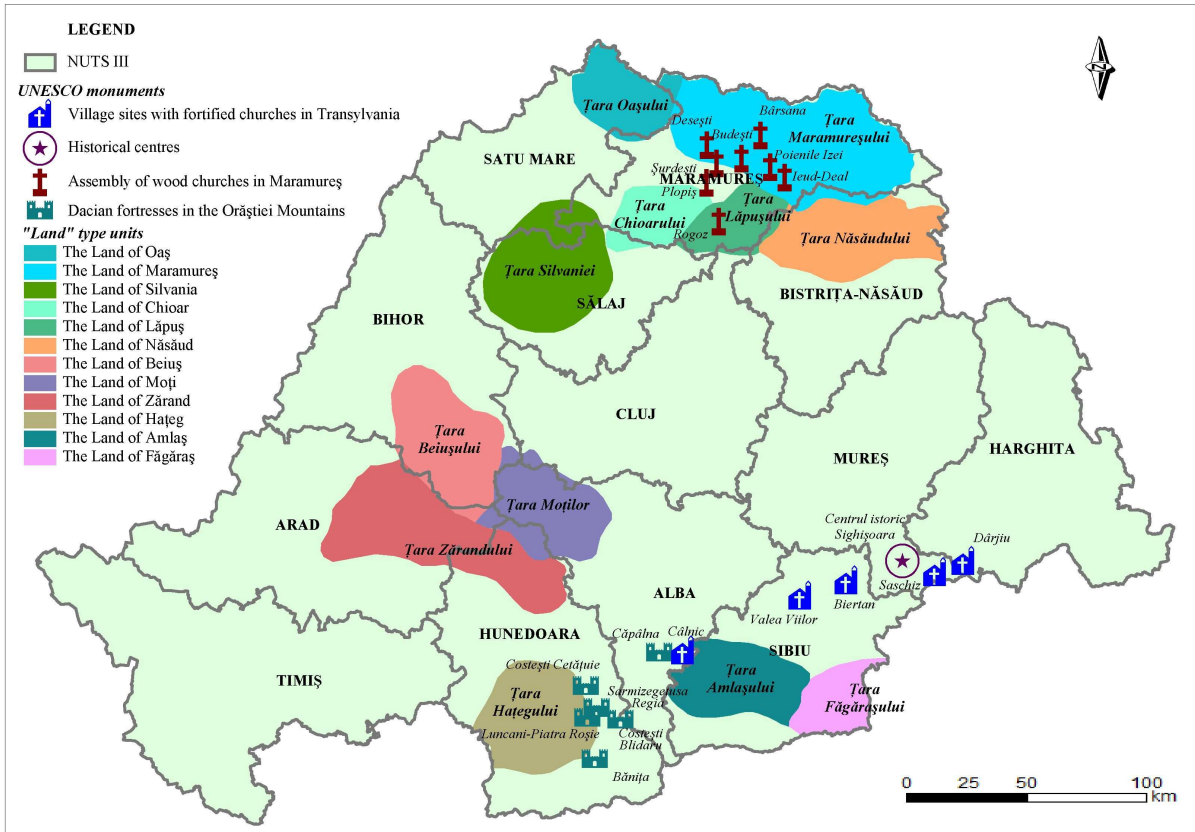 LEGEND
NUTS III
UNESCO monuments
Village sites with fortified churches in Transylvania
Historical centres
Assembly of wood churches in Maramureş
Dacian fortresses in the Orăştiei Mountains
"Land" type units
The Land of Oaş
The Land of Maramureş
The Land of Silvania
The Land of Chioar
The Land of Lăpuş
The Land of Năsăud
The Land of Beiuş
The Land of Moţi
The Land of Zărand
The Land of Haţeg
The Land of Amlaş
The Land of Făgăraş
N
Ţara Oaşului
Deseşti
Budeşti
Bârsana
Ţara
Maramureşului
SATU MARE
Şurdeşti
Poienile Izei
MARAMUREŞ
Ieud-Deal
Plopiş
Ţara
Chioarului
Ţara
Lăpuşului
Rogoz
Ţara Năsăudului
Ţara Silvaniei
SĂLAJ
BISTRIŢA-NĂSĂUD
BIHOR
CLUJ
Ţara
Beiuşului
MUREŞ
HARGHITA
Ţara Moţilor
ARAD
Centrul istoric
Sighişoara
Dârjiu
Ţara Zărandului
Saschiz
ALBA
Biertan
Valea Viilor
HUNEDOARA
Căpâlna
Câlnic
SIBIU
TIMIŞ
Costeşti Cetăţuie
Ţara
Haţegului
Sarmizegetusa
Regia
Ţara
Amlaşului
Ţara
Făgăraşului
Luncani-Piatra Roşie
Costeşti
Blidaru
Băniţa
0 25 50 100
km